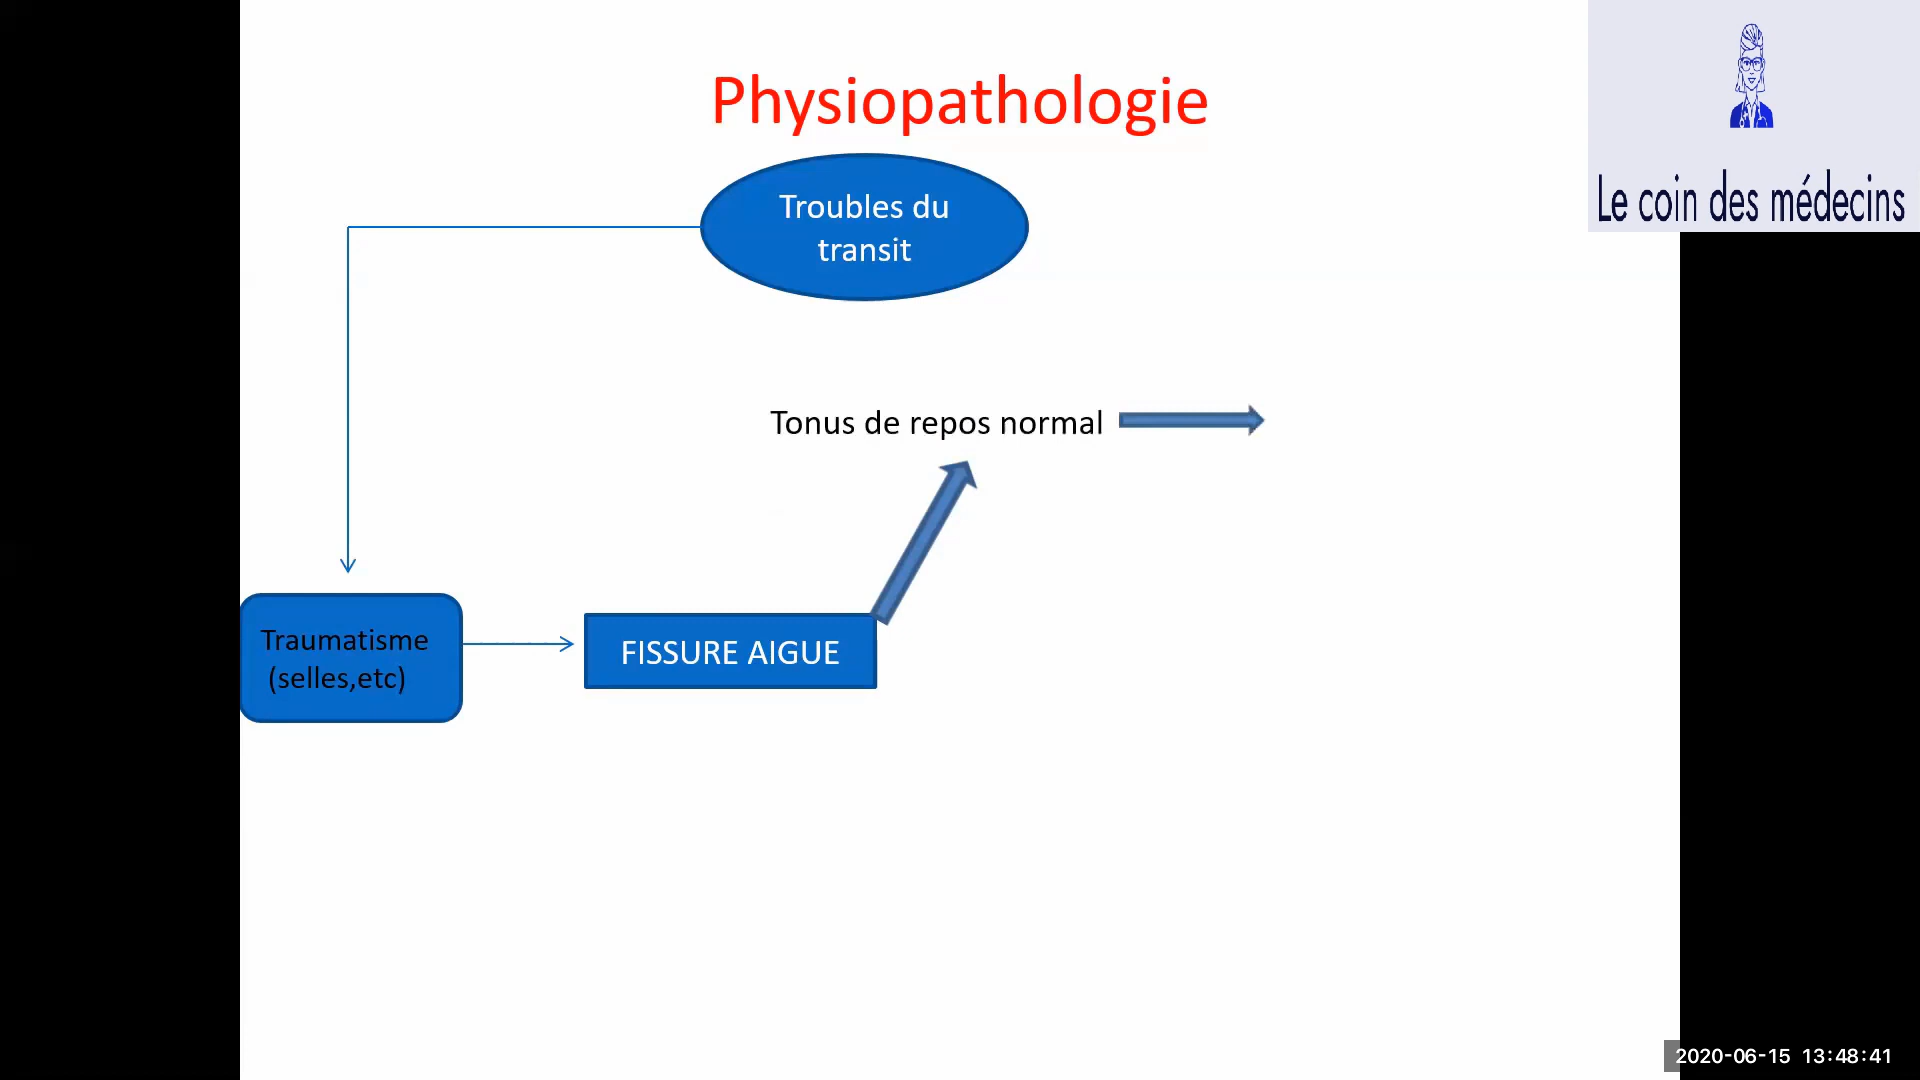 Physiopathologie
Le coin des médecins
Troubles du
transit
Tonus de repos normal
Traumatisme
(selles,etc)
FISSURE AIGUE
2020-06-15 13:48:41